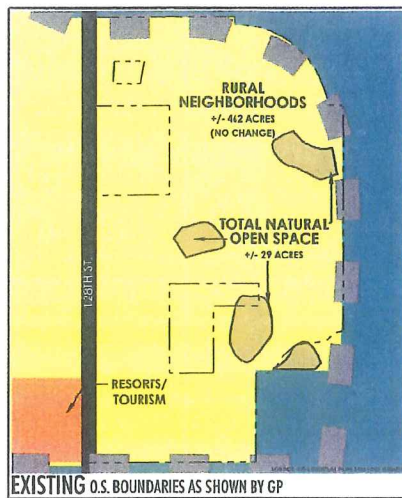 RURAL
NEIGHBORHOODS
+/- 462 ACRES
(NO CHANGE)
TOTAL NATURAL
OPEN SPACE
+/- 29 ACRES
128TH ST.
RESORTS/
TOURISM
EXISTING O.S. BOUNDARIES AS SHOWN BY GP